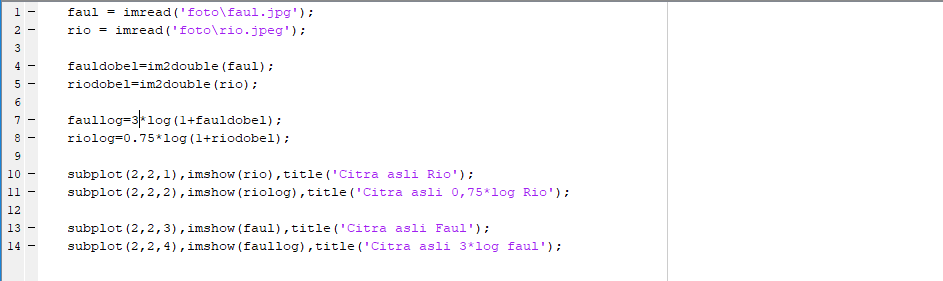 1 - faul = imread('foto\faul.jpg');
2 - rio = imread('foto\rio.jpeg');
3
4 - fauldobel=im2double(faul);
5 - riodobel=im2double(rio);
6
7 - faullog=3*log(1+fauldobel);
8 - riolog=0.75*log(1+riodobel);
9
10 - subplot(2,2,1),imshow(rio),title('Citra asli Rio');
11 - subplot(2,2,2),imshow(riolog),title('Citra asli 0,75*log Rio');
12
13 - subplot(2,2,3),imshow(faul),title('Citra asli Faul');
14 - subplot(2,2,4),imshow(faullog),title('Citra asli 3*log faul');